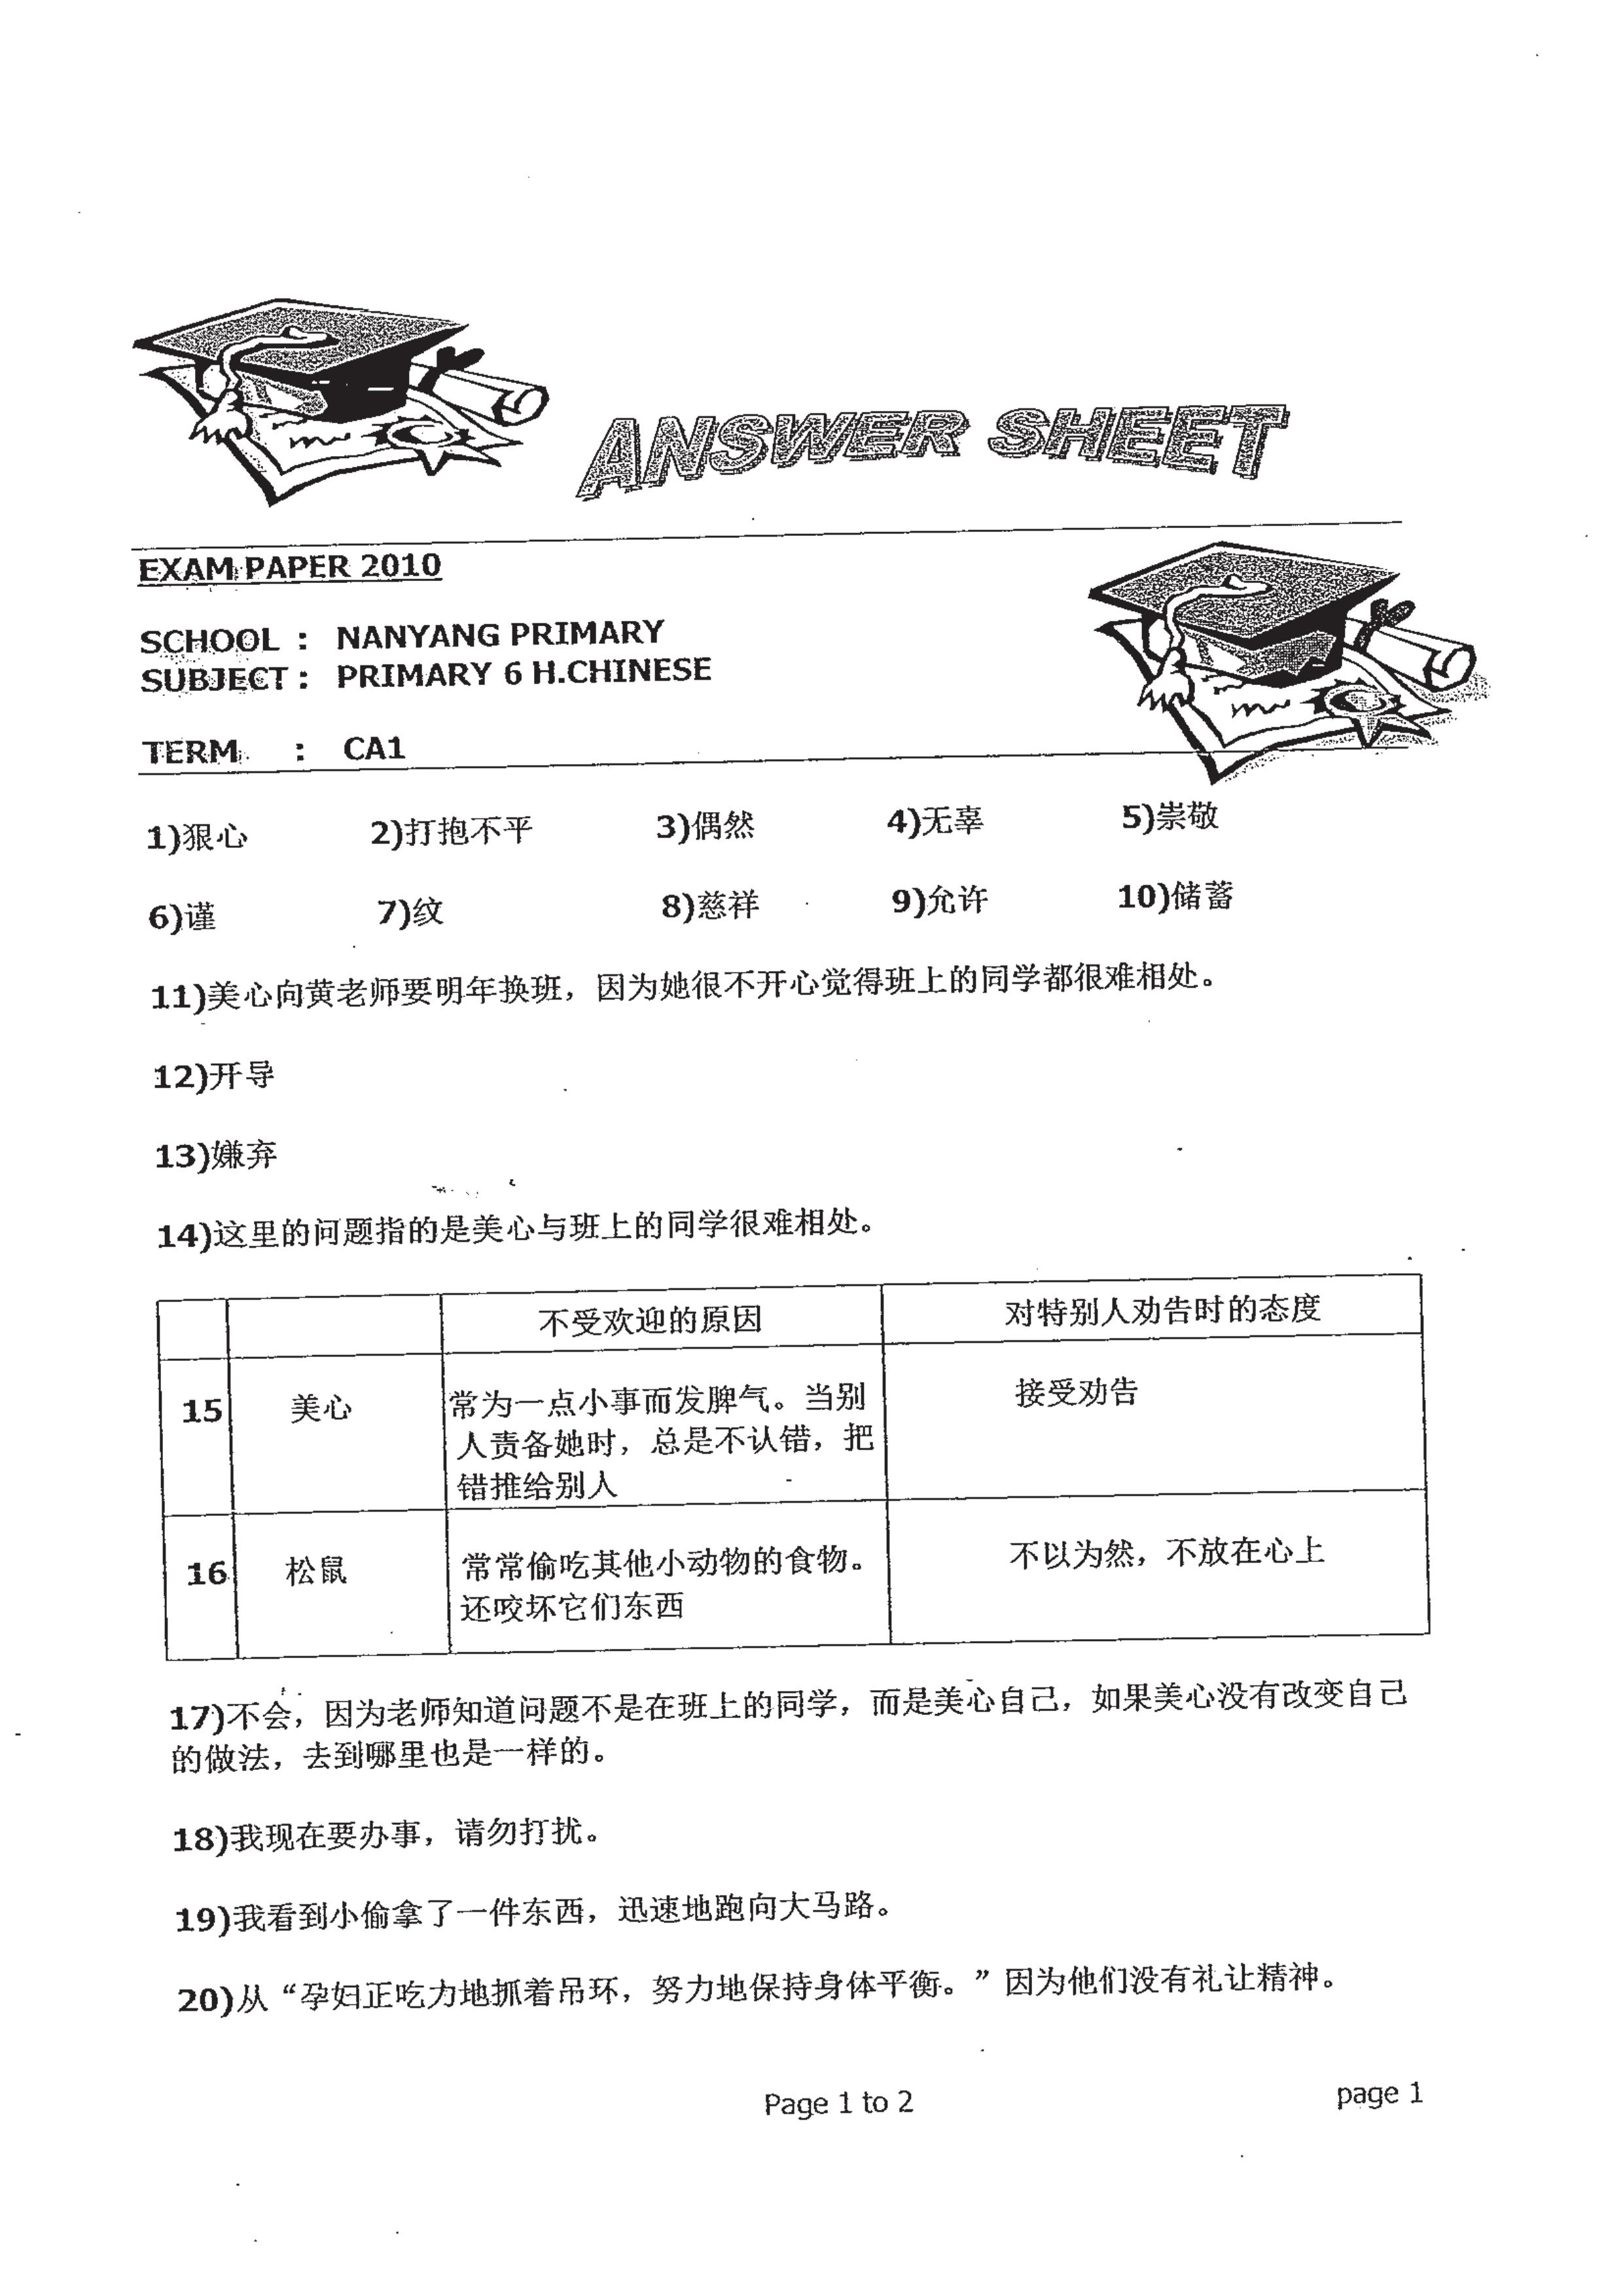 ANSWER SHEET
EXAM PAPER 2010
SCHOOL : NANYANG PRIMARY
SUBJECT : PRIMARY 6 H.CHINESE
TERM : CA1
1)狠心 2)打抱不平 3)偶然 4)无辜 5)崇敬
6)谨 7)纹 8)慈祥 9)允许 10)储蓄
11)美心向黄老师要明年换班，因为她很不开心觉得班上的同学都很难相处。
12)开导
13)嫌弃
14)这里的问题指的是美心与班上的同学很难相处。
不受欢迎的原因 对特别人劝告时的态度
15 美心 常为一点小事而发脾气。当别 接受劝告
人责备她时，总是不认错，把
错推给别人
16 松鼠 常常偷吃其他小动物的食物。 不以为然，不放在心上
还咬坏它们东西
17)不会，因为老师知道问题不是在班上的同学，而是美心自己，如果美心没有改变自己
的做法，去到哪里也是一样的。
18)我现在要办事，请勿打扰。
19)我看到小偷拿了一件东西，迅速地跑向大马路。
20)从“孕妇正吃力地抓着吊环，努力地保持身体平衡。”因为他们没有礼让精神。
Page 1 to 2 page 1